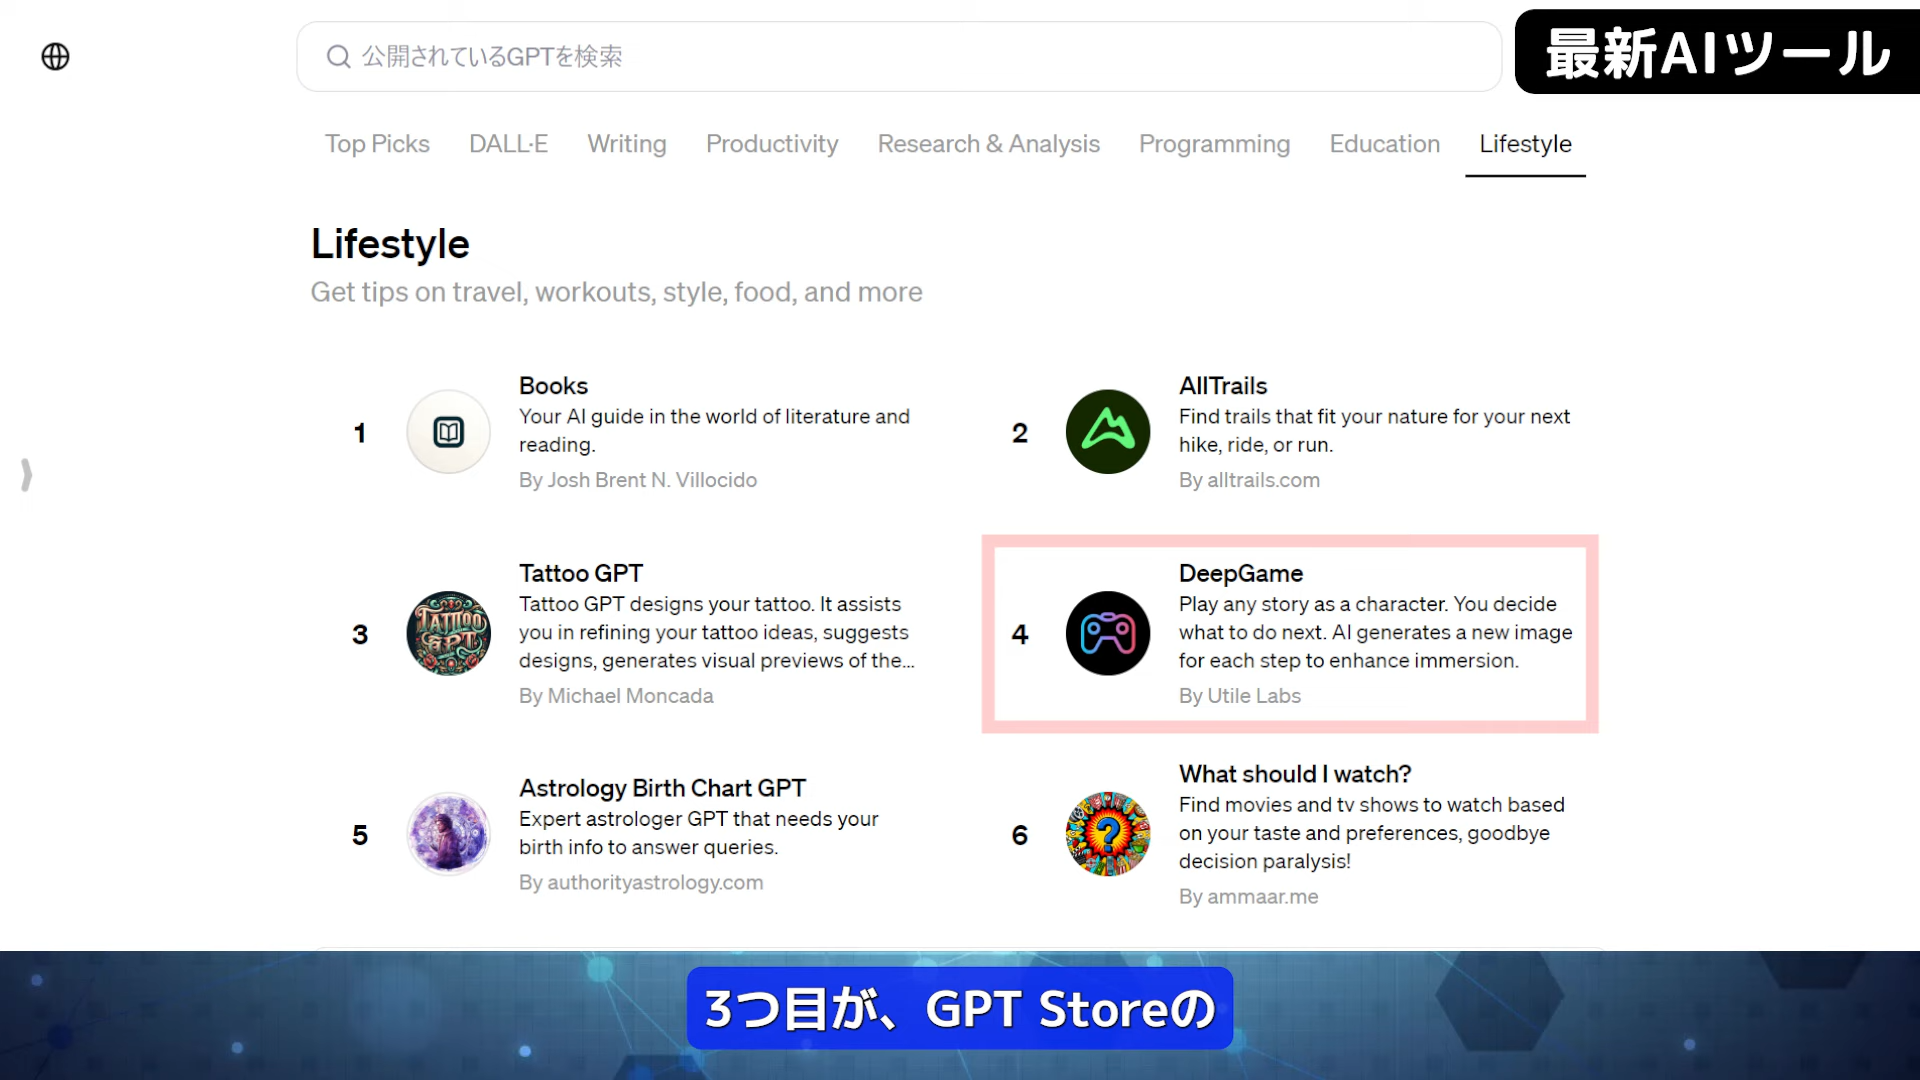 公開されているGPTを検索
最新AIツール
Top Picks DALL·E Writing Productivity Research & Analysis Programming Education Lifestyle
Lifestyle
Get tips on travel, workouts, style, food, and more
1
Books
Your AI guide in the world of literature and
reading.
By Josh Brent N. Villocido
2
AllTrails
Find trails that fit your nature for your next
hike, ride, or run.
By alltrails.com
3
TATTOO
GPT
Tattoo GPT
Tattoo GPT designs your tattoo. It assists
you in refining your tattoo ideas, suggests
designs, generates visual previews of the...
By Michael Moncada
4
DeepGame
Play any story as a character. You decide
what to do next. AI generates a new image
for each step to enhance immersion.
By Utile Labs
5
Astrology Birth Chart GPT
Expert astrologer GPT that needs your
birth info to answer queries.
By authorityastrology.com
6
?
What should I watch?
Find movies and tv shows to watch based
on your taste and preferences, goodbye
decision paralysis!
By ammaar.me
3つ目が、GPT Storeの